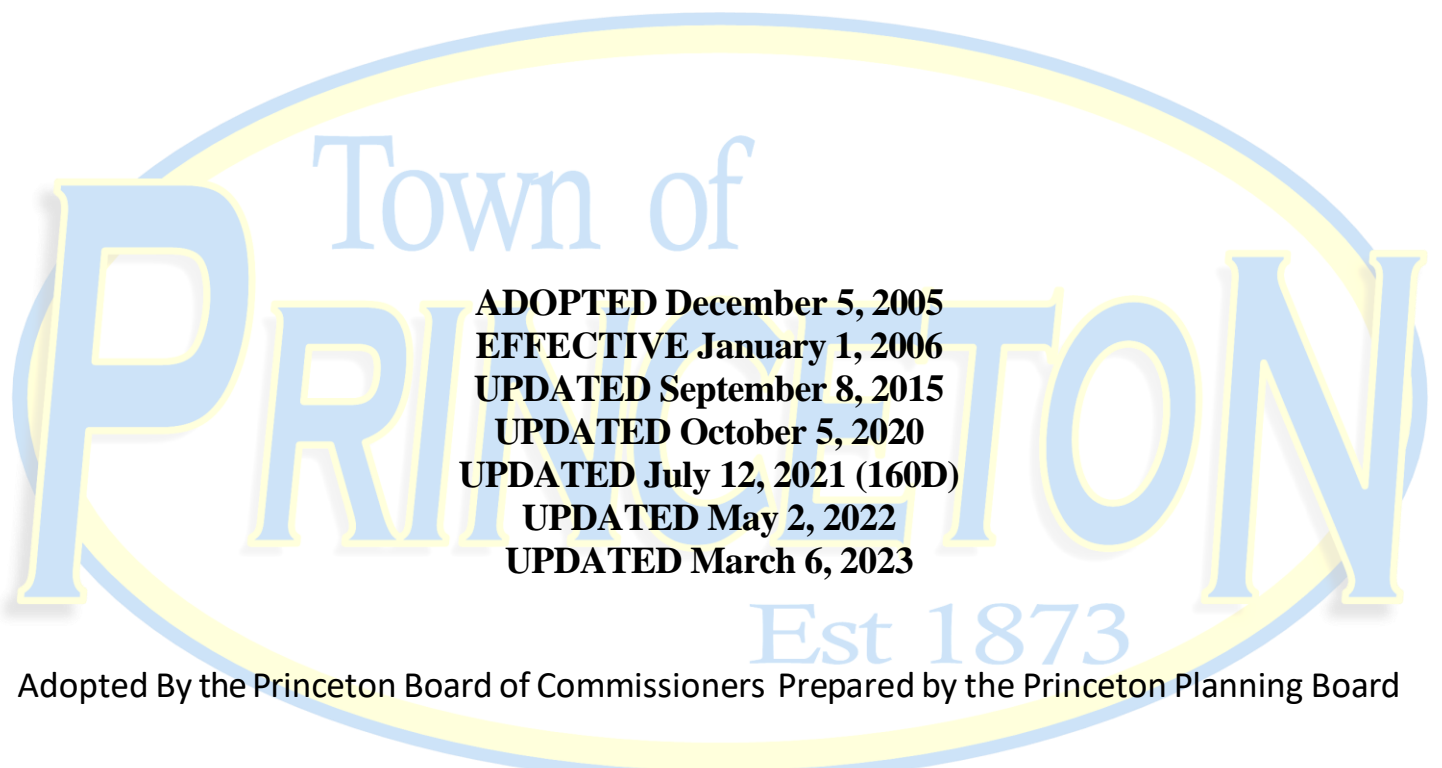 Town of
PRINCETON
ADOPTED December 5, 2005
EFFECTIVE January 1, 2006
UPDATED September 8, 2015
UPDATED October 5, 2020
UPDATED July 12, 2021 (160D)
UPDATED May 2, 2022
UPDATED March 6, 2023
Est 1873
Adopted By the Princeton Board of Commissioners Prepared by the Princeton Planning Board